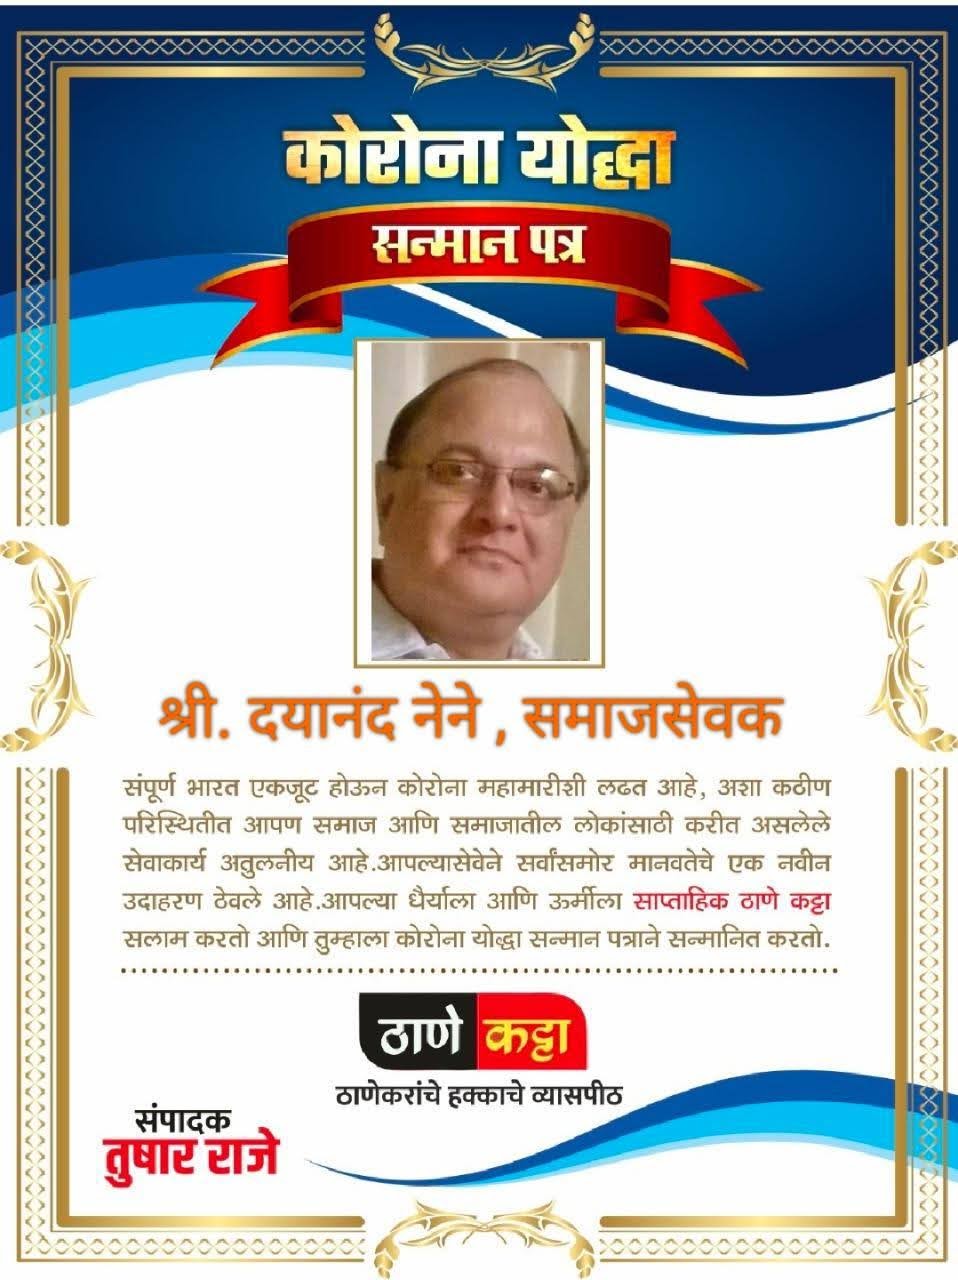 कोरोना योद्धा
सन्मान पत्र
श्री. दयानंद नेने , समाजसेवक
संपूर्ण भारत एकजूट होऊन कोरोना महामारीशी लढत आहे, अशा कठीण
परिस्थितीत आपण समाज आणि समाजातील लोकांसाठी करीत असलेले
सेवाकार्य अतुलनीय आहे.आपल्यासेवेने सर्वांसमोर मानवतेचे एक नवीन
उदाहरण ठेवले आहे.आपल्या धैर्याला आणि ऊर्मीला साप्ताहिक ठाणे कट्टा
सलाम करतो आणि तुम्हाला कोरोना योद्धा सन्मान पत्राने सन्मानित करतो.
ठाणे कट्टा
ठाणेकरांचे हक्काचे व्यासपीठ
संपादक
तुषार राजे